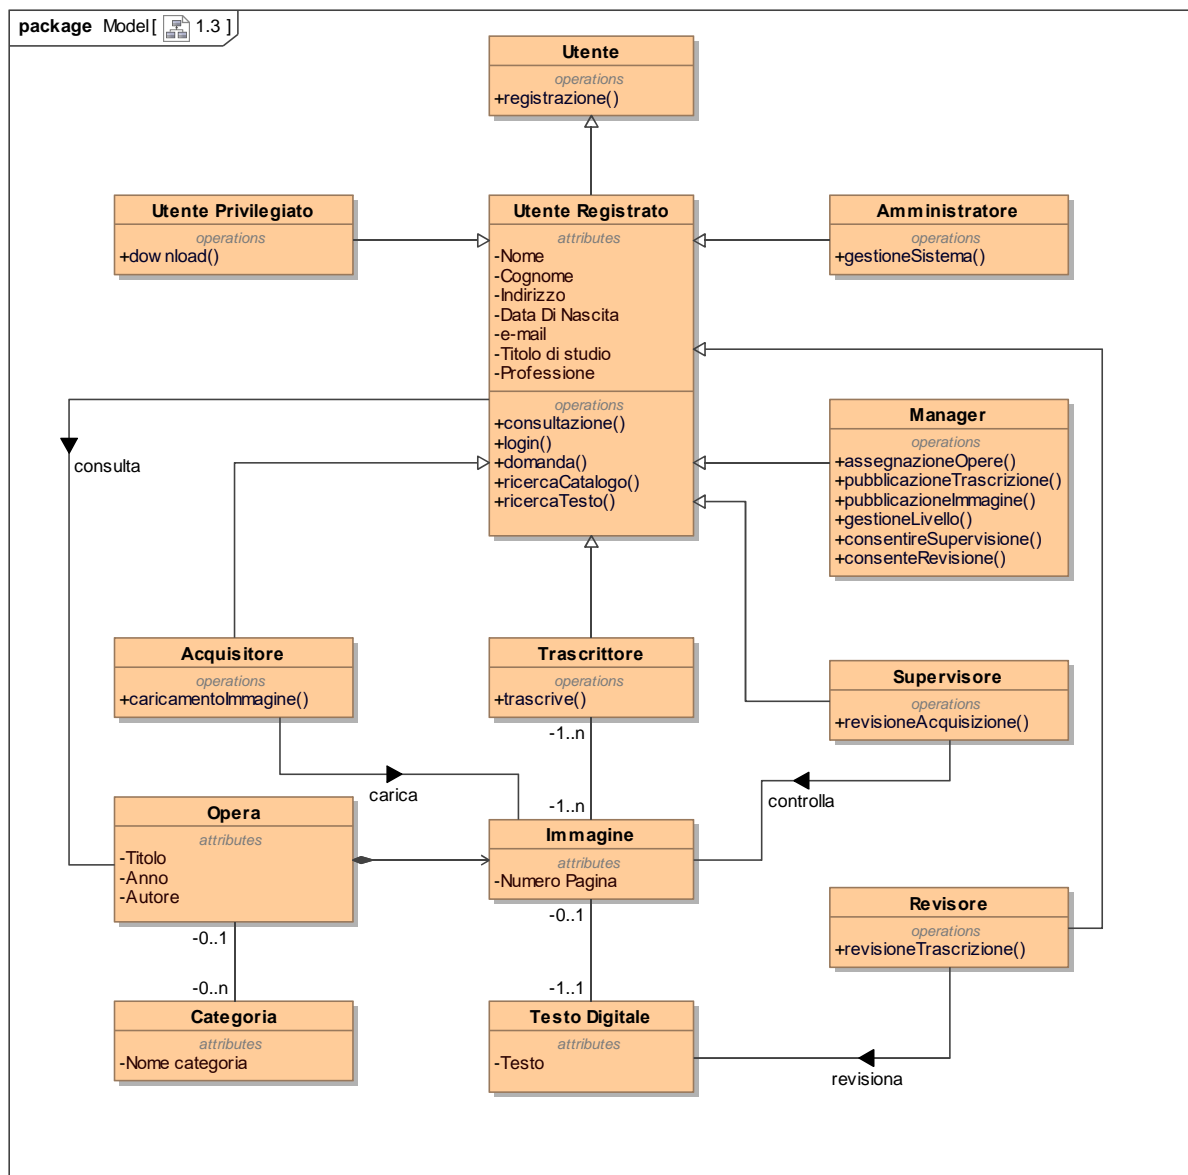 package Model[ 1.3 ]
Utente
operations
+registrazione()
Utente Privilegiato
operations
+dow nload()
Utente Registrato
attributes
-Nome
-Cognome
-Indirizzo
-Data Di Nascita
-e-mail
-Titolo di studio
-Professione
operations
+consultazione()
+login()
+domanda()
+ricercaCatalogo()
+ricercaTesto()
Amministratore
operations
+gestioneSistema()
Manager
operations
+assegnazioneOpere()
+pubblicazioneTrascrizione()
+pubblicazioneImmagine()
+gestioneLivello()
+consentireSupervisione()
+consenteRevisione()
consulta
Acquisitore
operations
+caricamentoImmagine()
Trascrittore
operations
+trascrive()
Supervisore
operations
+revisioneAcquisizione()
-1..n
carica
-1..n
controlla
Opera
attributes
-Titolo
-Anno
-Autore
Immagine
attributes
-Numero Pagina
Revisore
operations
+revisioneTrascrizione()
-0..1
-0..n
-0..1
-1..1
Categoria
attributes
-Nome categoria
Testo Digitale
attributes
-Testo
revisiona